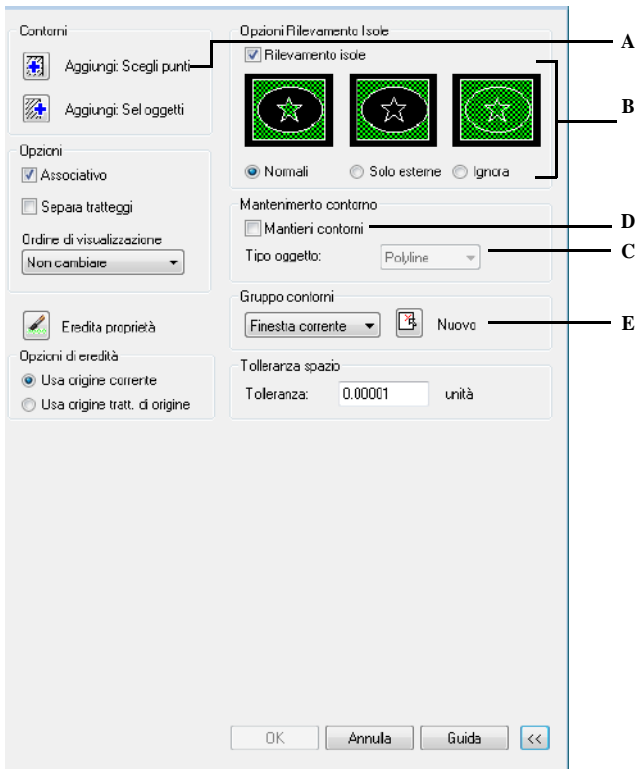 Contorni
Aggiungi: Scegli punti
Aggiungi: Sel oggetti
Opzioni
Associativo
Separa tratteggi
Ordine di visualizzazione
Non cambiare
Eredita proprietà
Opzioni di eredità
Usa origine corrente
Usa origine tratt. di origine
Opzioni Rilevamento Isole
Rilevamento isole
Normali
Solo esterne
Ignora
Mantenimento contorno
Mantieni contorni
Tipo oggetto:
Polyline
Gruppo contorni
Finestra corrente
Nuovo
Tolleranza spazio
Tolleranza:
0.00001
unità
A
B
D
C
E
OK
Annulla
Guida
<<